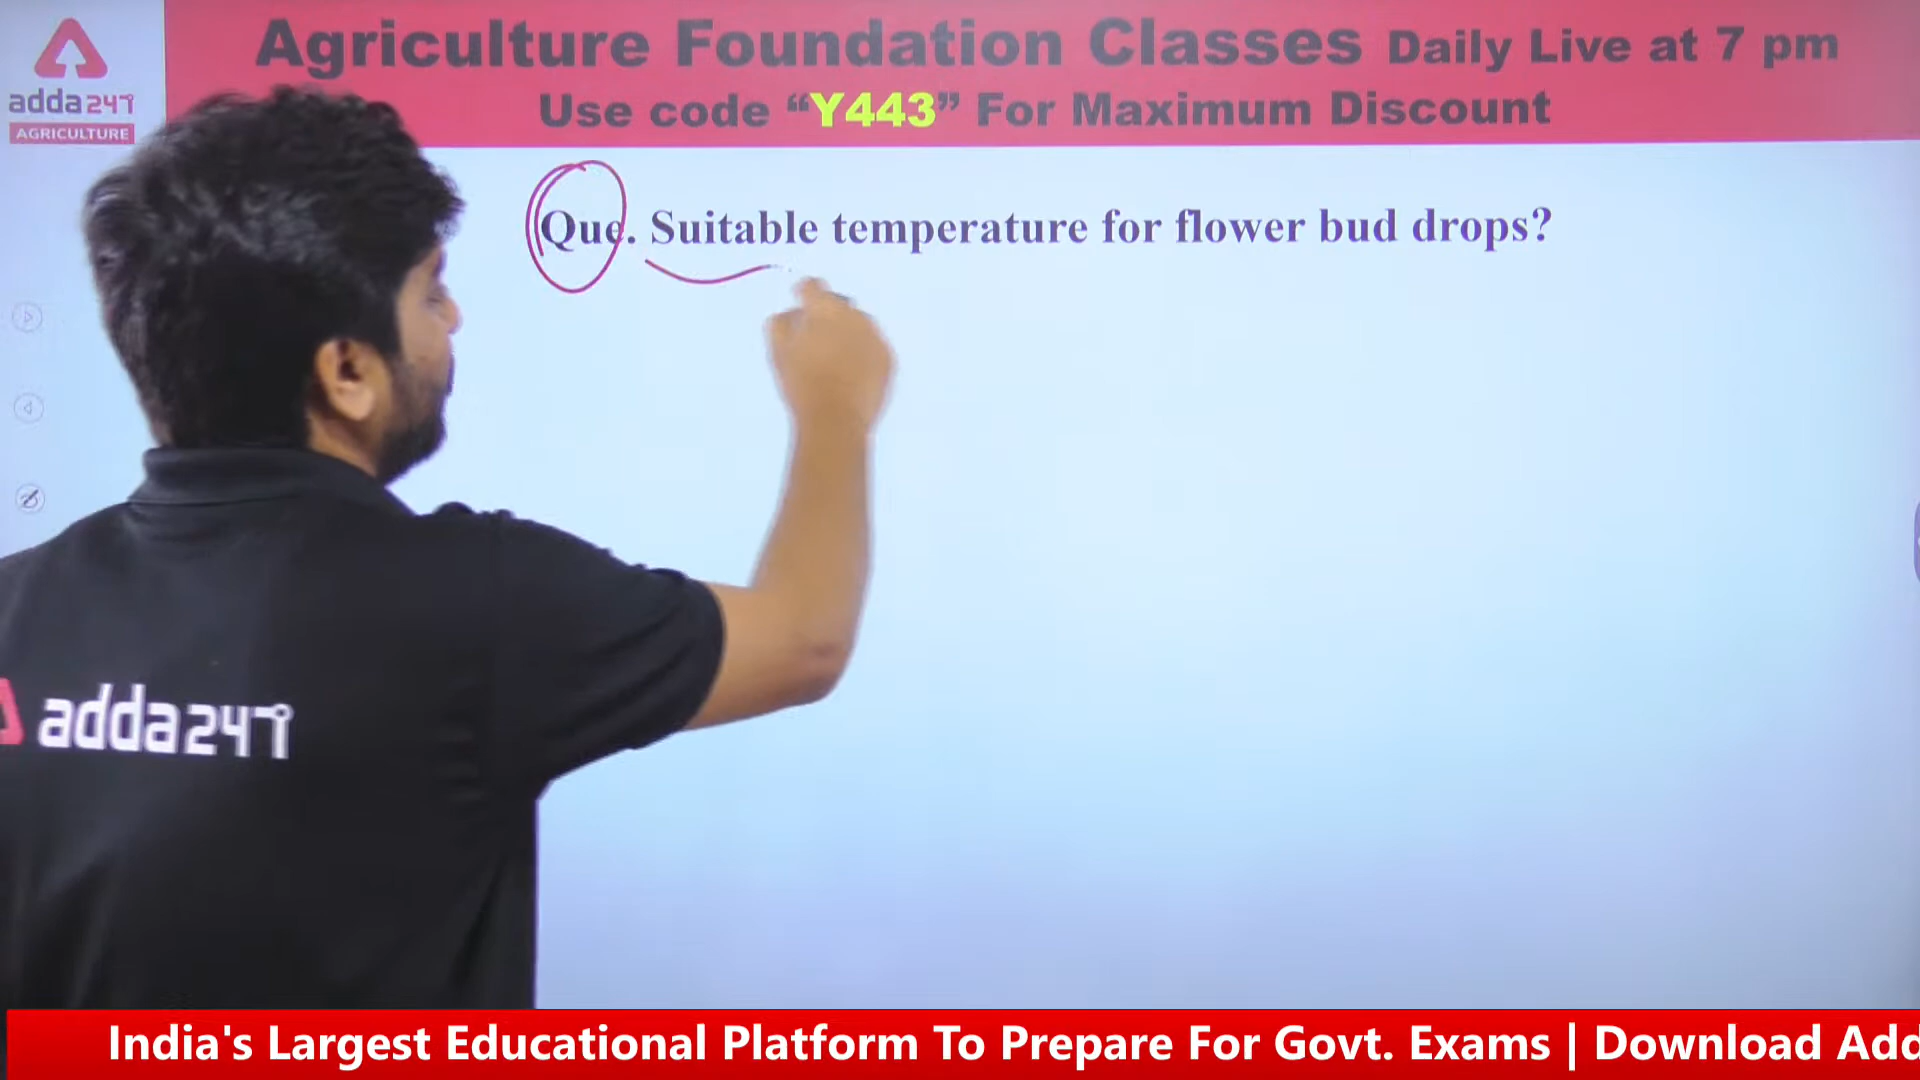 Agriculture Foundation Classes Daily Live at 7 pm
Use code “Y443” For Maximum Discount
adda247
AGRICULTURE
Que. Suitable temperature for flower bud drops?
adda247
India's Largest Educational Platform To Prepare For Govt. Exams | Download Add